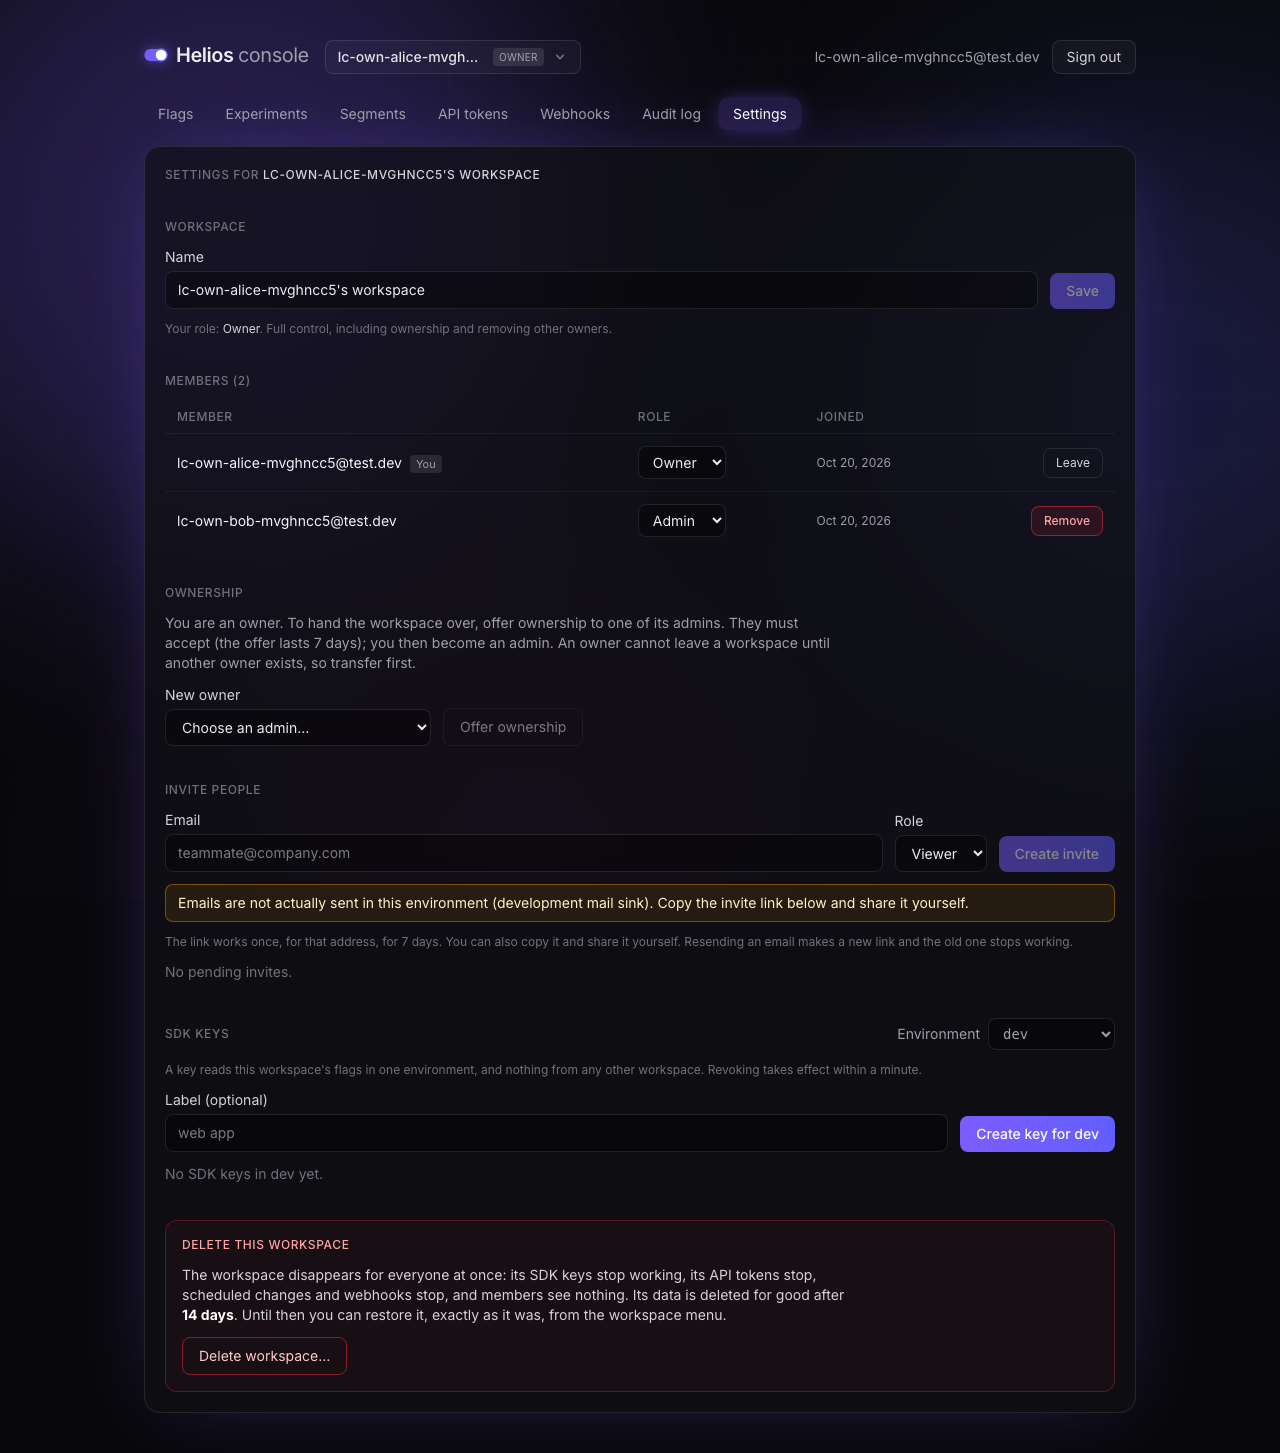 Helios console
lc-own-alice-mvgh... OWNER
lc-own-alice-mvghncc5@test.dev
Sign out
Flags Experiments Segments API tokens Webhooks Audit log Settings
SETTINGS FOR LC-OWN-ALICE-MVGHNCC5'S WORKSPACE
WORKSPACE
Name
lc-own-alice-mvghncc5's workspace
Save
Your role: Owner. Full control, including ownership and removing other owners.
MEMBERS (2)
MEMBER ROLE JOINED
lc-own-alice-mvghncc5@test.dev You Owner Oct 20, 2026 Leave
lc-own-bob-mvghncc5@test.dev Admin Oct 20, 2026 Remove
OWNERSHIP
You are an owner. To hand the workspace over, offer ownership to one of its admins. They must
accept (the offer lasts 7 days); you then become an admin. An owner cannot leave a workspace until
another owner exists, so transfer first.
New owner
Choose an admin... Offer ownership
INVITE PEOPLE
Email
Role
teammate@company.com
Viewer
Create invite
Emails are not actually sent in this environment (development mail sink). Copy the invite link below and share it yourself.
The link works once, for that address, for 7 days. You can also copy it and share it yourself. Resending an email makes a new link and the old one stops working.
No pending invites.
SDK KEYS
Environment dev
A key reads this workspace's flags in one environment, and nothing from any other workspace. Revoking takes effect within a minute.
Label (optional)
web app
Create key for dev
No SDK keys in dev yet.
DELETE THIS WORKSPACE
The workspace disappears for everyone at once: its SDK keys stop working, its API tokens stop,
scheduled changes and webhooks stop, and members see nothing. Its data is deleted for good after
14 days. Until then you can restore it, exactly as it was, from the workspace menu.
Delete workspace...